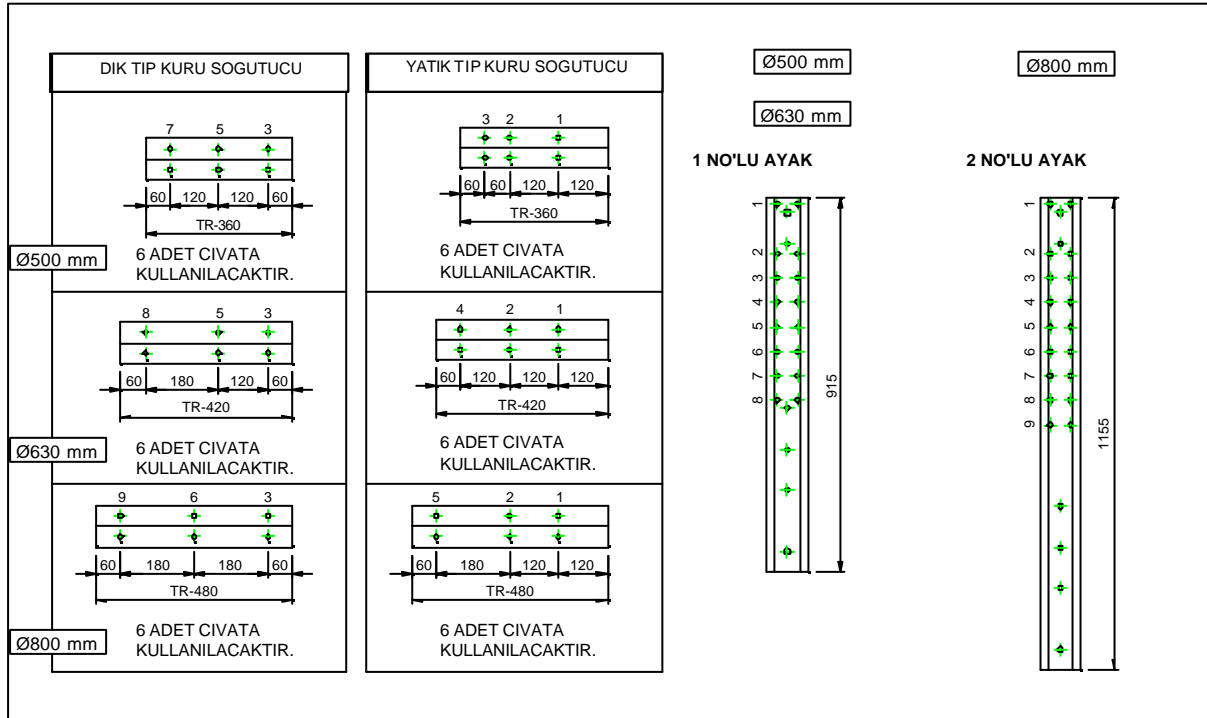 DIK TIP KURU SOGUTUCU
7 5 3
60 120 120 60
TR-360
6 ADET CIVATA
KULLANILACAKTIR.
Ø500 mm
8 5 3
60 180 120 60
TR-420
6 ADET CIVATA
KULLANILACAKTIR.
Ø630 mm
9 6 3
60 180 180 60
TR-480
6 ADET CIVATA
KULLANILACAKTIR.
Ø800 mm
YATIK TIP KURU SOGUTUCU
3 2 1
60 60 120 120
TR-360
6 ADET CIVATA
KULLANILACAKTIR.
4 2 1
60 120 120 120
TR-420
6 ADET CIVATA
KULLANILACAKTIR.
5 2 1
60 180 120 120
TR-480
6 ADET CIVATA
KULLANILACAKTIR.
Ø500 mm
Ø630 mm
1 NO'LU AYAK
1
2
3
4
5
6
7
8
915
Ø800 mm
2 NO'LU AYAK
1
2
3
4
5
6
7
8
9
1155